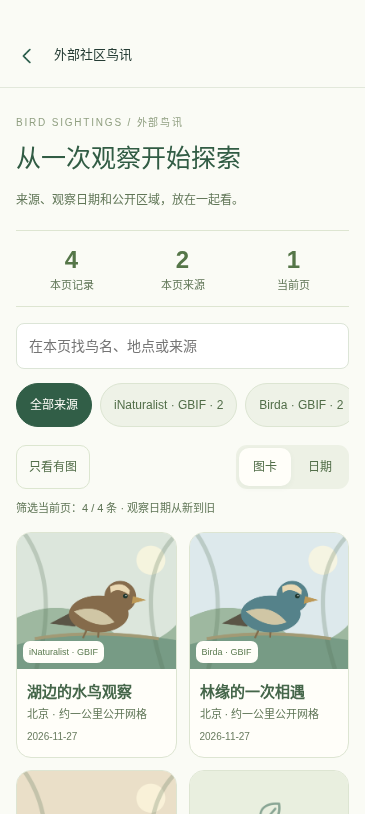 外部社区鸟讯
BIRD SIGHTINGS / 外部鸟讯
从一次观察开始探索
来源、观察日期和公开区域，放在一起看。
4 2 1
本页记录 本页来源 当前页
在本页找鸟名、地点或来源
全部来源 iNaturalist · GBIF · 2 Birda · GBIF · 2
只看有图 图卡 日期
筛选当前页：4 / 4 条 · 观察日期从新到旧
iNaturalist · GBIF Birda · GBIF
湖边的水鸟观察 林缘的一次相遇
北京 · 约一公里公开网格 北京 · 约一公里公开网格
2026-11-27 2026-11-27